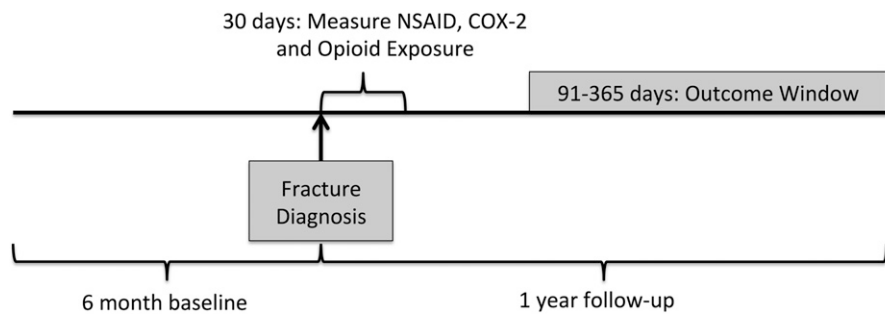 30 days: Measure NSAID, COX-2
and Opioid Exposure
91-365 days: Outcome Window
Fracture
Diagnosis
6 month baseline
1 year follow-up